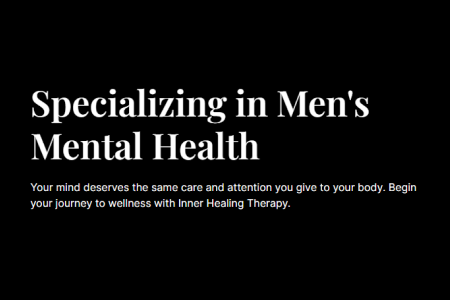 Specializing in Men's
Mental Health
Your mind deserves the same care and attention you give to your body. Begin
your journey to wellness with Inner Healing Therapy.